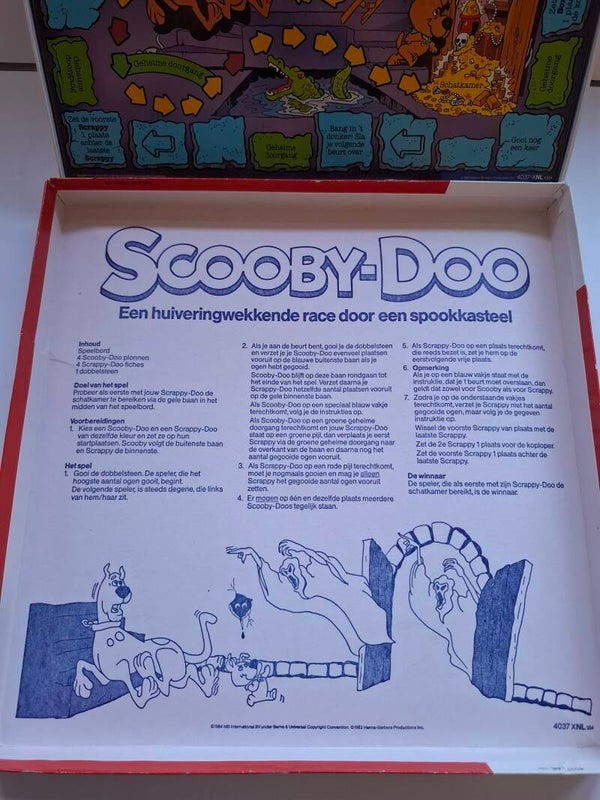 Geheime doorgang
Geheime doorgang
Schatkamer
Geheime doorgang
Zet de voorste
Scrappy
1 plaats
achter de
laatste
Scrappy
Geheime
doorgang
Bang in 't
donker! Sla
je volgende
beurt over
Gooi nog
een keer
4037 XNL
SCOOBY-DOO
Een huiveringwekkende race door een spookkasteel
Inhoud
Speelbord
4 Scooby-Doo pionnen
4 Scrappy-Doo fiches
1 dobbelsteen
Doel van het spel
Probeer als eerste met jouw Scrappy-Doo de
schatkamer te bereiken via de gele baan in het
midden van het speelbord.
Voorbereidingen
1. Kies een Scooby-Doo en een Scrappy-Doo
van dezelfde kleur en zet ze op hun
startplaatsen. Scooby volgt de buitenste baan
en Scrappy de binnenste.
Het spel
1. Gooi de dobbelsteen. De speler, die het
hoogste aantal ogen gooit, begint.
De volgende speler, is steeds degene, die links
van hem/haar zit.
2. Als je aan de beurt bent, gooi je de dobbelsteen
en verzet je je Scooby-Doo evenveel plaatsen
vooruit op de blauwe buitenste baan als je
ogen hebt gegooid.
Scooby-Doo blijft op deze baan rondgaan tot
het einde van het spel. Verzet daarna je
Scrappy-Doo hetzelfde aantal plaatsen vooruit
op de gele binnenste baan.
Als Scooby-Doo op een speciaal blauw vakje
terechtkomt, volg je de instructies op.
Als Scooby-Doo op een groene geheime
doorgang terechtkomt en jouw Scrappy-Doo
staat op een groene pijl, dan verplaats je eerst
Scrappy via de groene geheime doorgang naar
de overkant van de baan en daarna nog het
aantal gegooide ogen vooruit.
3. Als Scrappy-Doo op een rode pijl terechtkomt,
moet je nogmaals gooien en mag je alleen
Scrappy het gegooide aantal ogen vooruit
zetten.
4. Er mogen op één en dezelfde plaats meerdere
Scooby-Doos tegelijk staan.
5. Als Scrappy-Doo op een plaats terechtkomt,
die reeds bezet is, zet je hem op de
eerstvolgende vrije plaats.
6. Opmerking
Als je op een blauw vakje staat met de
instruktie, dat je 1 beurt moet overslaan, dan
geldt dat zowel voor Scooby als voor Scrappy.
7. Zodra je op de onderstaande vakjes
terechtkomt, verzet je Scrappy niet het aantal
gegooide ogen, maar volg je de gegeven
instruktie op.
Wissel de voorste Scrappy van plaats met de
laatste Scrappy.
Zet de 2e Scrappy 1 plaats voor de koploper.
Zet de voorste Scrappy 1 plaats achter de
laatste Scrappy.
De winnaar
De speler, die als eerste met zijn Scrappy-Doo de
schatkamer bereikt, is de winnaar.
© 1984 MB International BV under Berne & Universal Copyright Convention. © 1983 Hanna-Barbera Productions Inc.
4037 XNL